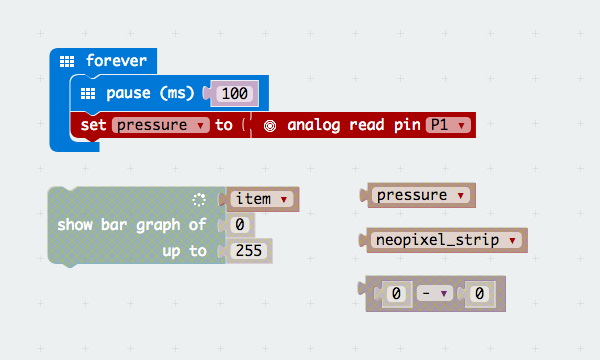 forever
pause (ms) 100
set pressure ▾ to analog read pin P1 ▾
item ▾
show bar graph of 0
up to 255
pressure ▾
neopixel_strip ▾
0 - ▾ 0